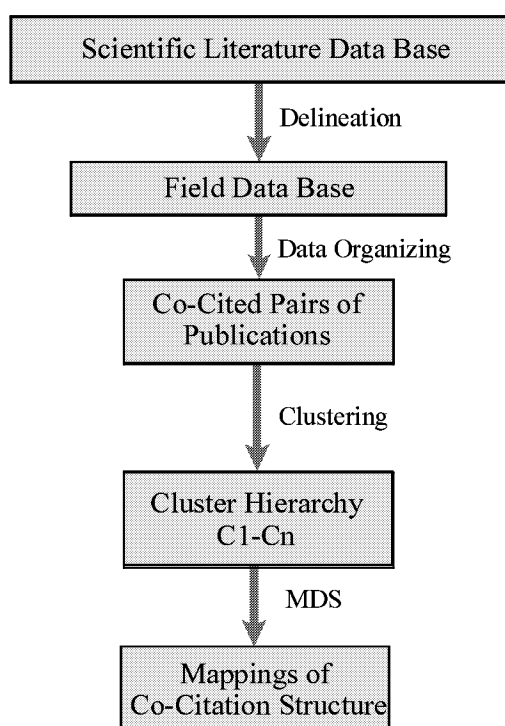 Scientific Literature Data Base
Delineation
Field Data Base
Data Organizing
Co-Cited Pairs of
Publications
Clustering
Cluster Hierarchy
C1-Cn
MDS
Mappings of
Co-Citation Structure